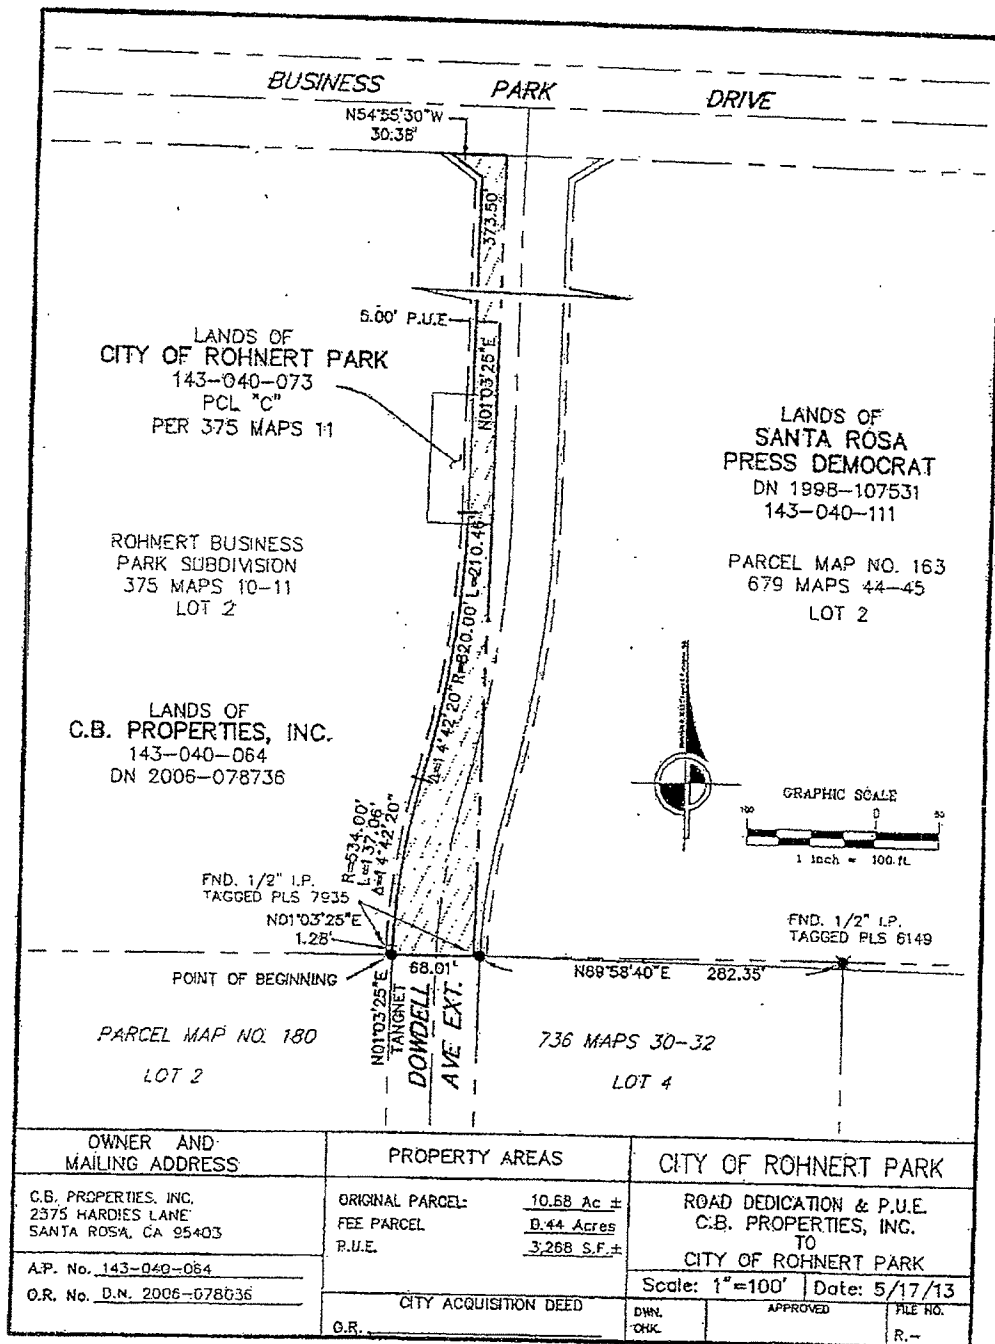 BUSINESS PARK DRIVE
N54°55'30"W
30.38'
373.50'
5.00' P.U.E.
N01°03'25"E
LANDS OF
CITY OF ROHNERT PARK
143-040-073
PCL "C"
PER 375 MAPS 11
LANDS OF
SANTA ROSA
PRESS DEMOCRAT
DN 1998-107531
143-040-111
PARCEL MAP NO. 163
679 MAPS 44-45
LOT 2
ROHNERT BUSINESS
PARK SUBDIVISION
375 MAPS 10-11
LOT 2
Δ=14°42'20" R=820.00' L=210.46'
LANDS OF
C.B. PROPERTIES, INC.
143-040-064
DN 2006-078736
GRAPHIC SCALE
100 0 50
1 inch = 100 ft.
R=534.00'
L=137.06'
Δ=14°42'20"
FND. 1/2" I.P.
TAGGED PLS 7935
N01°03'25"E
1.28'
FND. 1/2" I.P.
TAGGED PLS 6149
POINT OF BEGINNING
68.01'
N89°58'40"E 282.35'
N01°03'25"E
TANGNET
DOWDELL
AVE EXT.
PARCEL MAP NO. 180
LOT 2
736 MAPS 30-32
LOT 4
OWNER AND
MAILING ADDRESS
C.B. PROPERTIES, INC.
2375 HARDIES LANE
SANTA ROSA, CA 95403
A.P. No. 143-040-064
O.R. No. D.N. 2006-078036
PROPERTY AREAS
ORIGINAL PARCEL: 10.68 Ac ±
FEE PARCEL 0.44 Acres
P.U.E. 3,268 S.F.±
CITY ACQUISITION DEED
O.R.
CITY OF ROHNERT PARK
ROAD DEDICATION & P.U.E.
C.B. PROPERTIES, INC.
TO
CITY OF ROHNERT PARK
Scale: 1"=100' Date: 5/17/13
DWN.
CHK.
APPROVED
FILE NO.
R.-